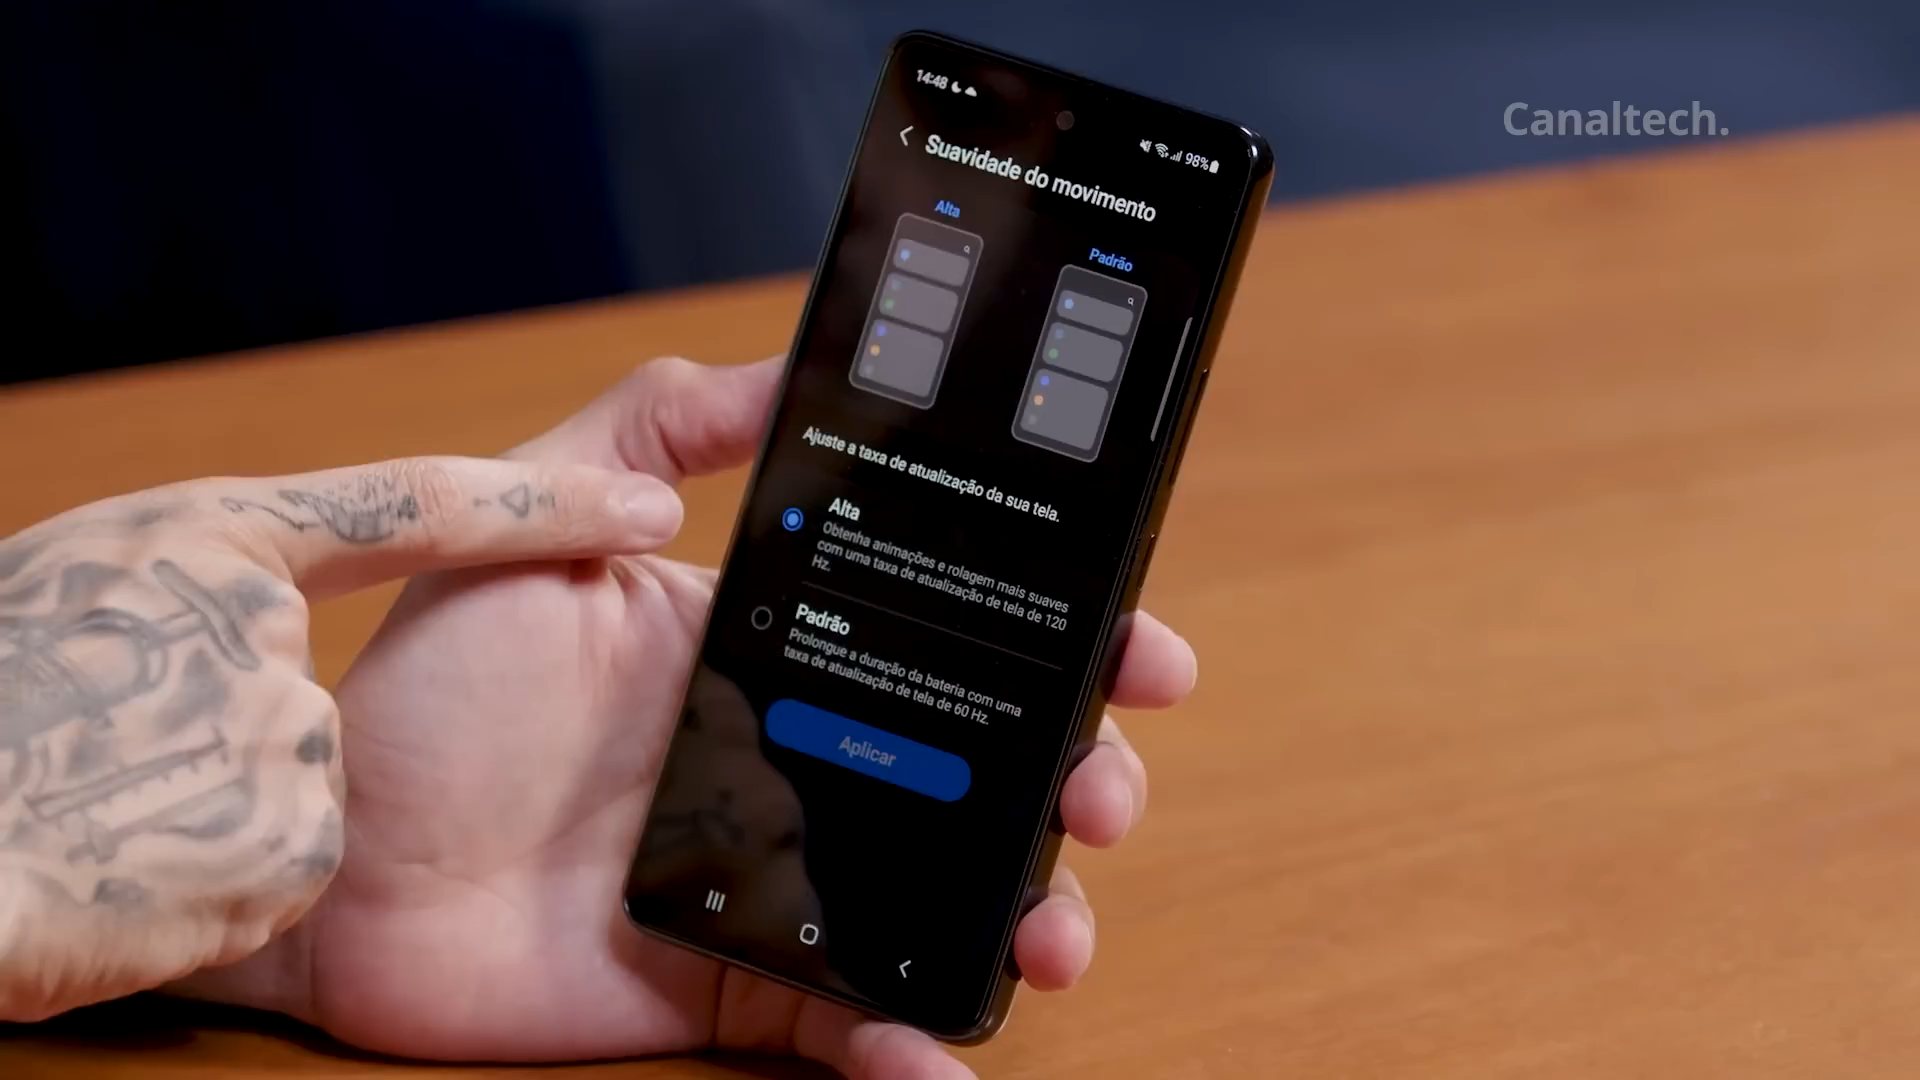 Canaltech.
14:48
98%
Suavidade do movimento
Alta
Padrão
Ajuste a taxa de atualização da sua tela.
Alta
Obtenha animações e rolagem mais suaves
com uma taxa de atualização de tela de 120
Hz.
Padrão
Prolongue a duração da bateria com uma
taxa de atualização de tela de 60 Hz.
Aplicar